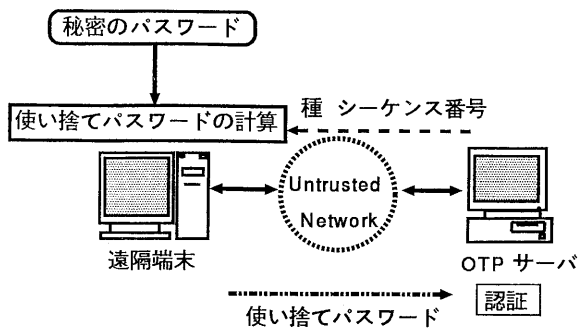 秘密のパスワード
使い捨てパスワードの計算
種 シーケンス番号
Untrusted
Network
遠隔端末
OTP サーバ
使い捨てパスワード
認証